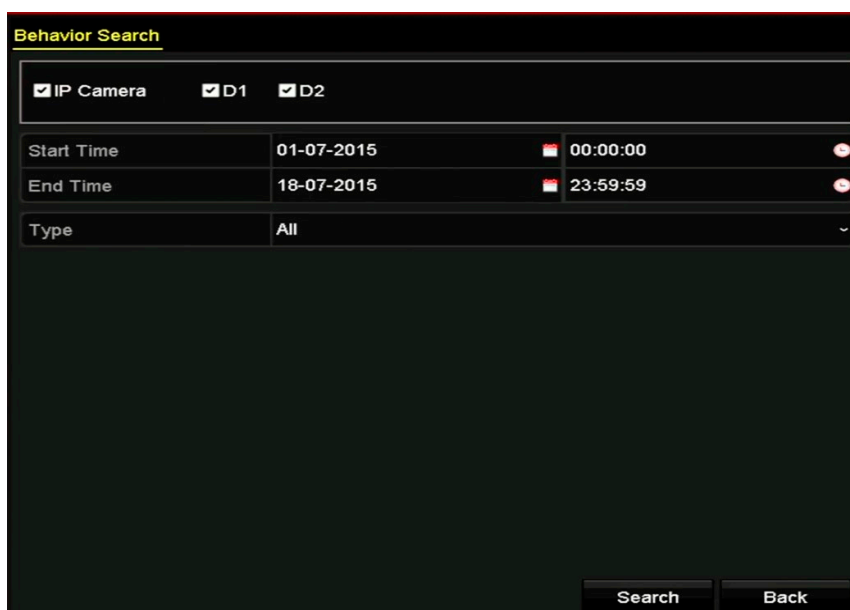 Behavior Search
IP Camera D1 D2
Start Time 01-07-2015 00:00:00
End Time 18-07-2015 23:59:59
Type All
Search Back